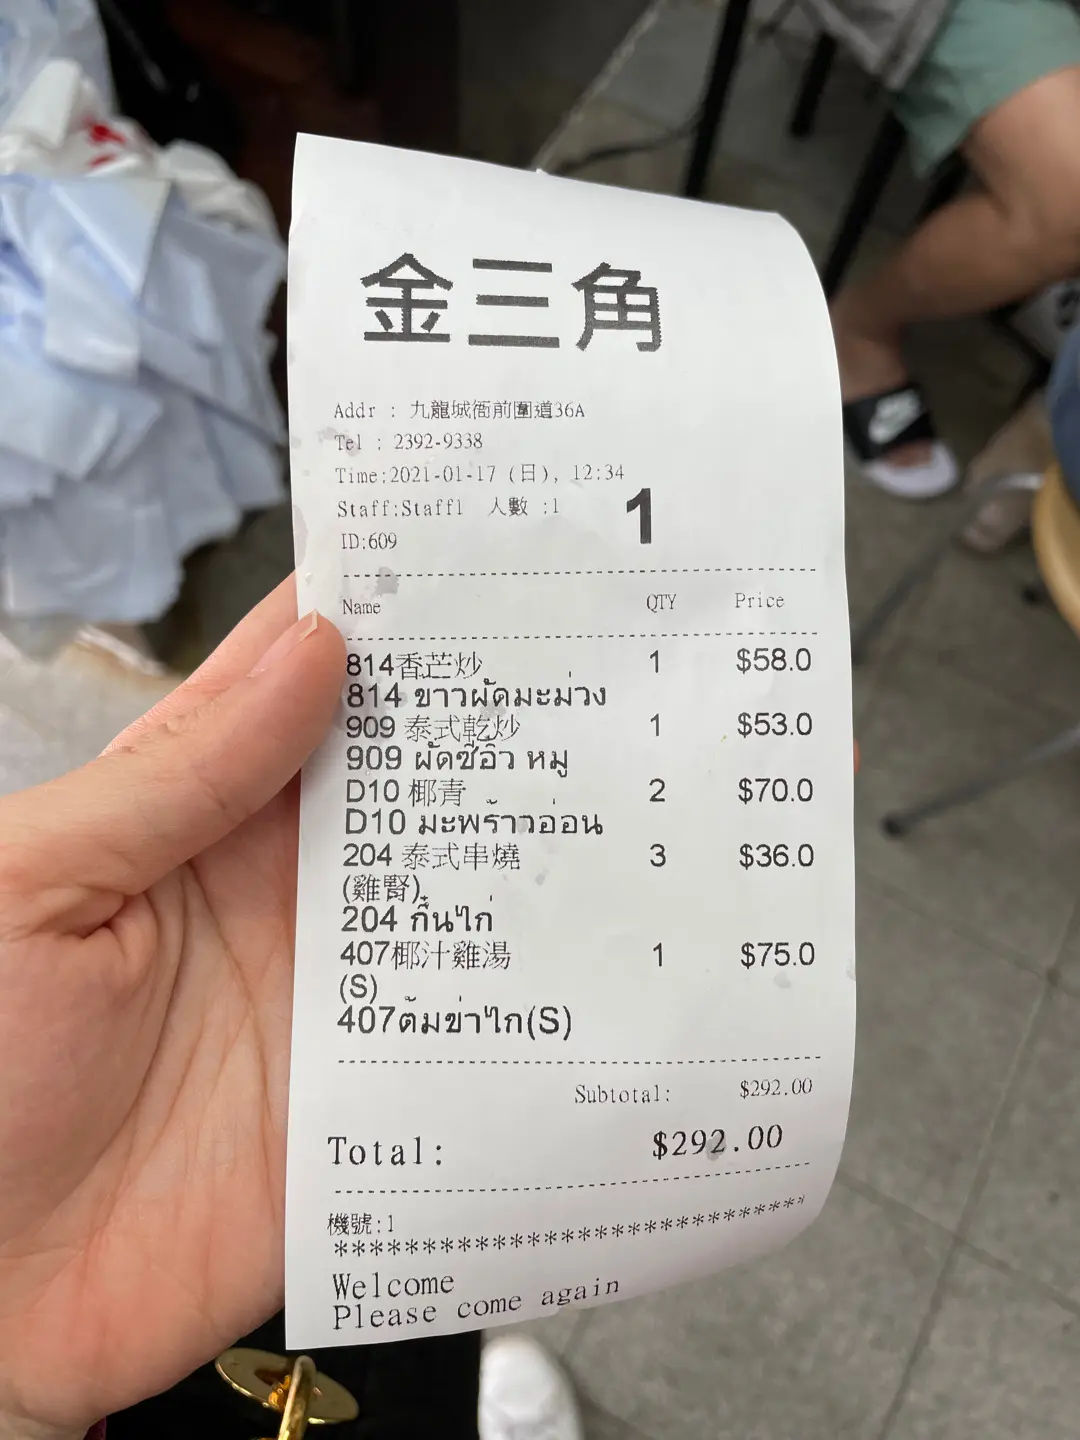 金三角
Addr : 九龍城衙前圍道36A
Tel : 2392-9338
Time:2021-01-17 (日), 12:34
Staff:Staff1 人數 :1
1
ID:609
Name QTY Price
814香芒炒 1 $58.0
814 ขาวผัดมะม่วง
909 泰式乾炒 1 $53.0
909 ผัดซีอิ๊ว หมู
D10 椰青 2 $70.0
D10 มะพร้าวอ่อน
204 泰式串燒 3 $36.0
(雞腎)
204 กึ๋นไก่
407椰汁雞湯 1 $75.0
(S)
407ต้มข่าไก่(S)
Subtotal: $292.00
Total: $292.00
機號:1
*********************************
Welcome
Please come again